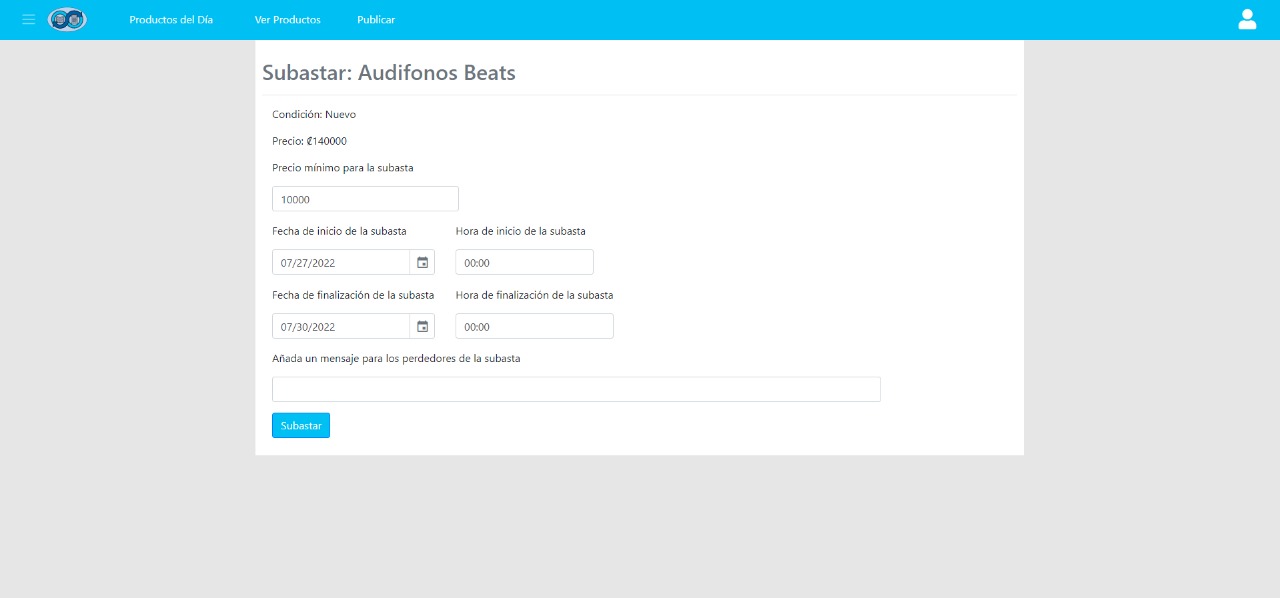 Productos del Día Ver Productos Publicar
Subastar: Audifonos Beats
Condición: Nuevo
Precio: ₡140000
Precio mínimo para la subasta
10000
Fecha de inicio de la subasta Hora de inicio de la subasta
07/27/2022 00:00
Fecha de finalización de la subasta Hora de finalización de la subasta
07/30/2022 00:00
Añada un mensaje para los perdedores de la subasta
Subastar